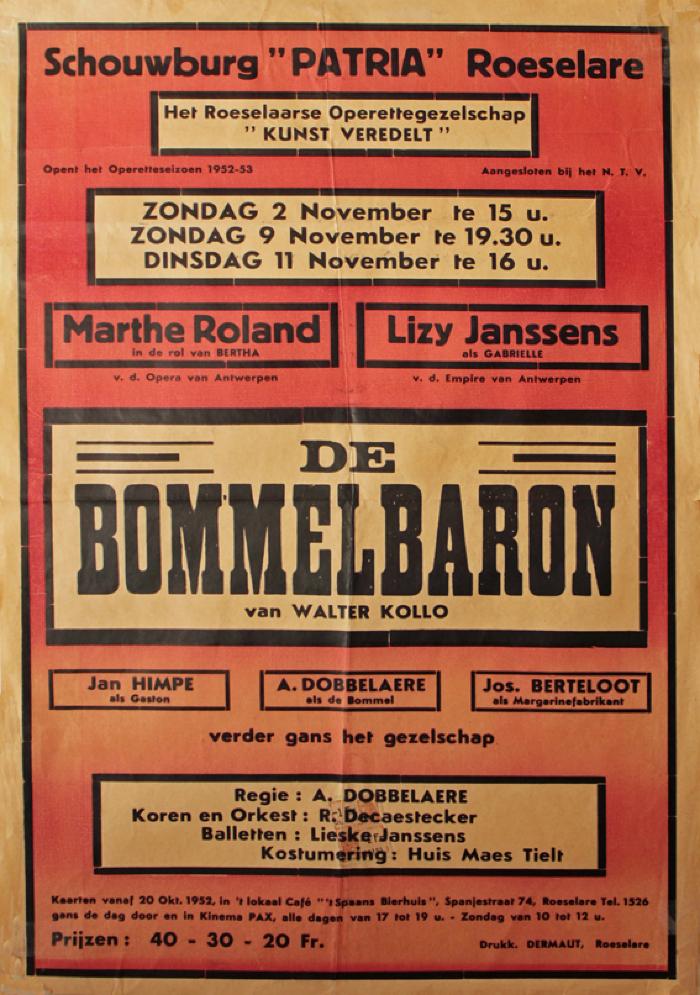 Schouwburg "PATRIA" Roeselare
Het Roeselaarse Operettegezelschap
" KUNST VEREDELT "
Opent het Operetteseizoen 1952-53
Aangesloten bij het N. T. V.
ZONDAG 2 November te 15 u.
ZONDAG 9 November te 19.30 u.
DINSDAG 11 November te 16 u.
Marthe Roland
in de rol van BERTHA
v. d. Opera van Antwerpen
Lizy Janssens
als GABRIELLE
v. d. Empire van Antwerpen
DE
BOMMELBARON
van WALTER KOLLO
Jan HIMPE
als Gaston
A. DOBBELAERE
als de Bommel
Jos. BERTELOOT
als Margarinefabrikant
verder gans het gezelschap
Regie : A. DOBBELAERE
Koren en Orkest : R. Decaestecker
Balletten : Lieske Janssens
Kostumering : Huis Maes Tielt
Kaarten vanaf 20 Okt. 1952, in 't lokaal Café "'t Spaans Bierhuis", Spanjestraat 74, Roeselare Tel. 1526
gans de dag door en in Kinema PAX, alle dagen van 17 tot 19 u. - Zondag van 10 tot 12 u.
Prijzen : 40 - 30 - 20 Fr.
Drukk. DERMAUT, Roeselare